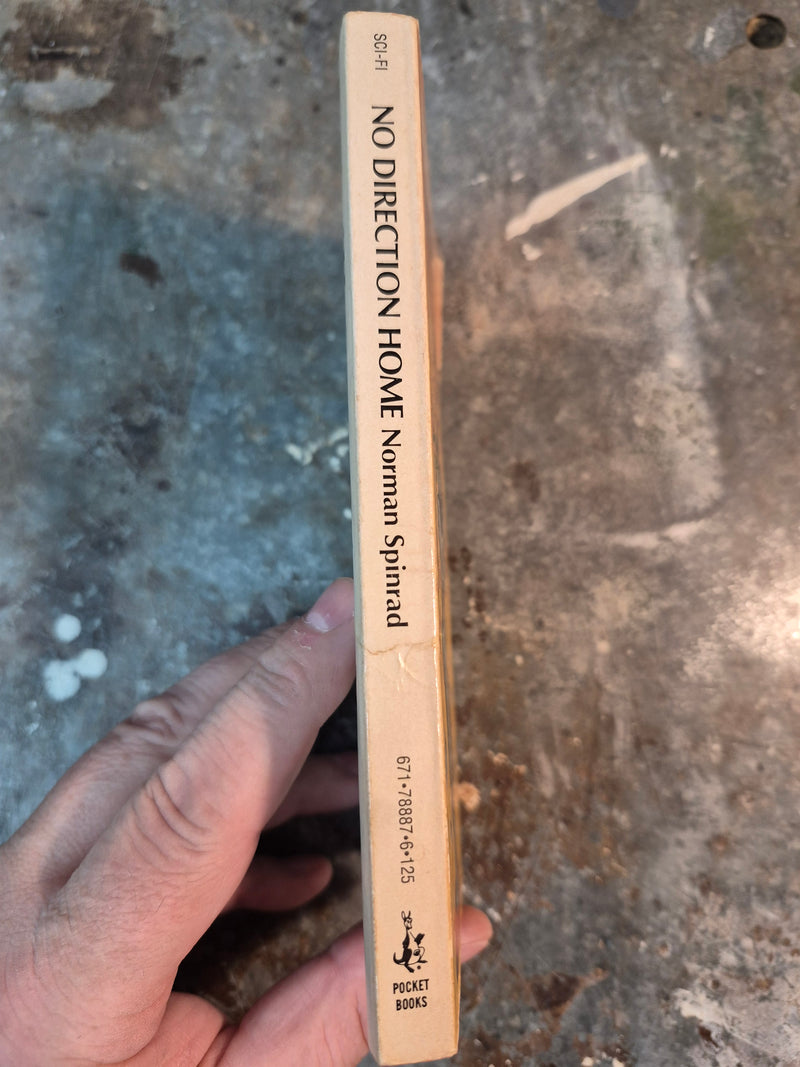 SCI-FI
NO DIRECTION HOME Norman Spinrad
671•78887•6•125
POCKET
BOOKS